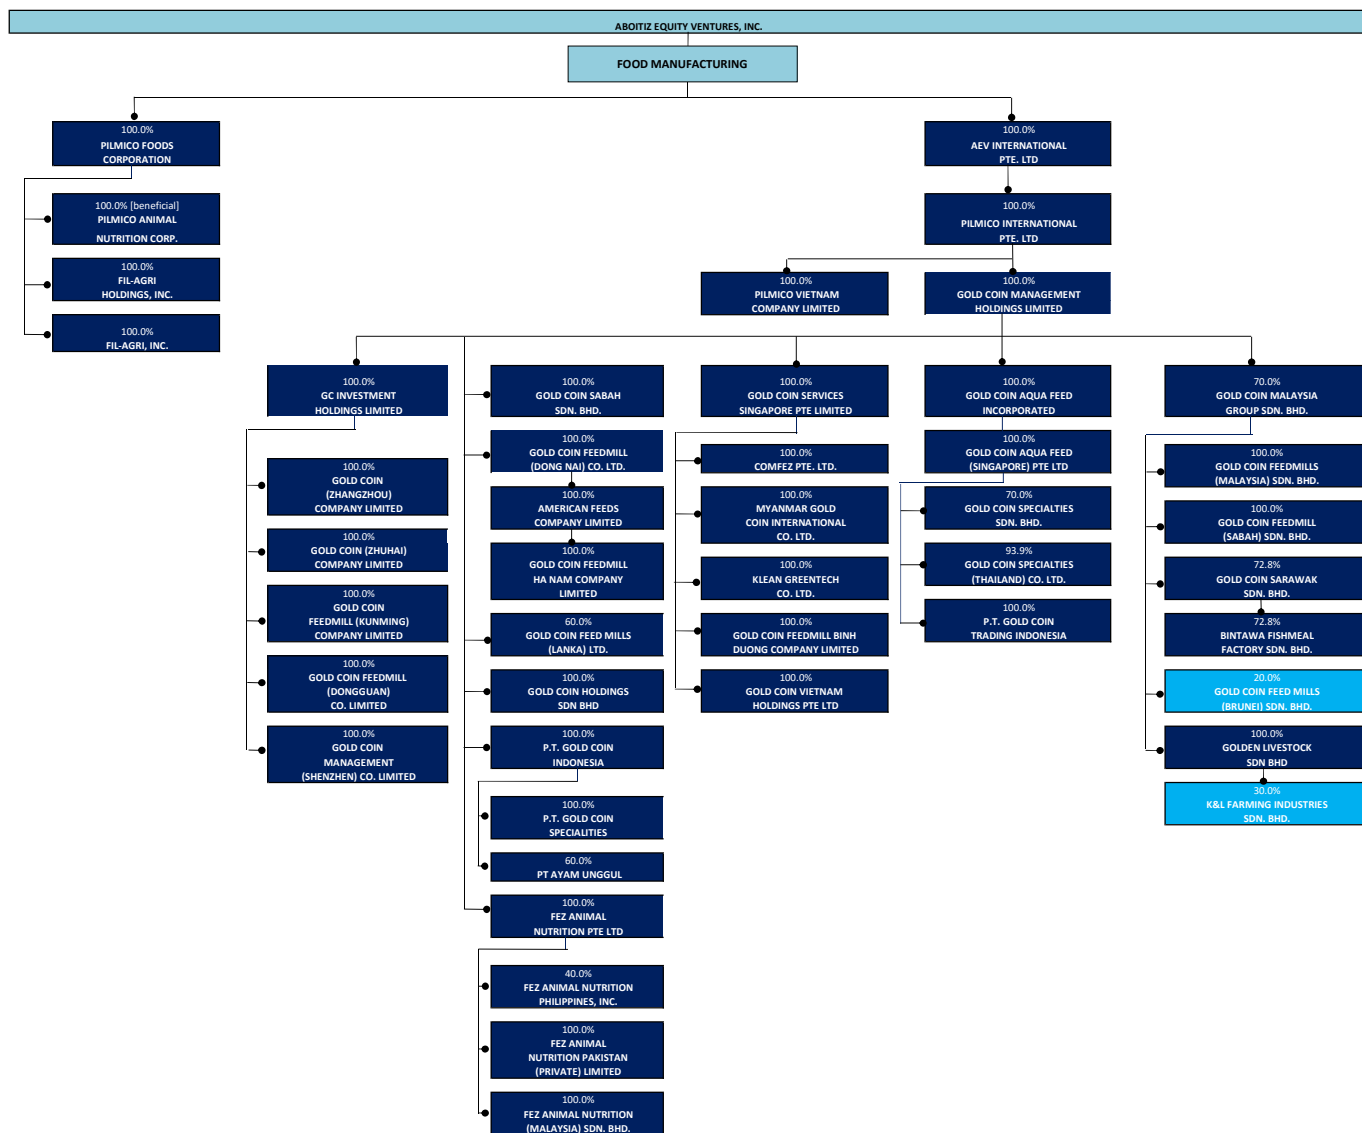 ABOITIZ EQUITY VENTURES, INC.
FOOD MANUFACTURING
100.0%
PILMICO FOODS
CORPORATION
100.0% [beneficial]
PILMICO ANIMAL
NUTRITION CORP.
100.0%
FIL-AGRI
HOLDINGS, INC.
100.0%
FIL-AGRI, INC.
100.0%
AEV INTERNATIONAL
PTE. LTD
100.0%
PILMICO INTERNATIONAL
PTE. LTD
100.0%
PILMICO VIETNAM
COMPANY LIMITED
100.0%
GOLD COIN MANAGEMENT
HOLDINGS LIMITED
100.0%
GC INVESTMENT
HOLDINGS LIMITED
100.0%
GOLD COIN
(ZHANGZHOU)
COMPANY LIMITED
100.0%
GOLD COIN (ZHUHAI)
COMPANY LIMITED
100.0%
GOLD COIN
FEEDMILL (KUNMING)
COMPANY LIMITED
100.0%
GOLD COIN FEEDMILL
(DONGGUAN)
CO. LIMITED
100.0%
GOLD COIN
MANAGEMENT
(SHENZHEN) CO. LIMITED
100.0%
GOLD COIN SABAH
SDN. BHD.
100.0%
GOLD COIN FEEDMILL
(DONG NAI) CO. LTD.
100.0%
AMERICAN FEEDS
COMPANY LIMITED
100.0%
GOLD COIN FEEDMILL
HA NAM COMPANY
LIMITED
60.0%
GOLD COIN FEED MILLS
(LANKA) LTD.
100.0%
GOLD COIN HOLDINGS
SDN BHD
100.0%
P.T. GOLD COIN
INDONESIA
100.0%
P.T. GOLD COIN
SPECIALITIES
60.0%
PT AYAM UNGGUL
100.0%
FEZ ANIMAL
NUTRITION PTE LTD
40.0%
FEZ ANIMAL NUTRITION
PHILIPPINES, INC.
100.0%
FEZ ANIMAL
NUTRITION PAKISTAN
(PRIVATE) LIMITED
100.0%
FEZ ANIMAL NUTRITION
(MALAYSIA) SDN. BHD.
100.0%
GOLD COIN SERVICES
SINGAPORE PTE LIMITED
100.0%
COMFEZ PTE. LTD.
100.0%
MYANMAR GOLD
COIN INTERNATIONAL
CO. LTD.
100.0%
KLEAN GREENTECH
CO. LTD.
100.0%
GOLD COIN FEEDMILL BINH
DUONG COMPANY LIMITED
100.0%
GOLD COIN VIETNAM
HOLDINGS PTE LTD
100.0%
GOLD COIN AQUA FEED
INCORPORATED
100.0%
GOLD COIN AQUA FEED
(SINGAPORE) PTE LTD
70.0%
GOLD COIN SPECIALTIES
SDN. BHD.
93.9%
GOLD COIN SPECIALTIES
(THAILAND) CO. LTD.
100.0%
P.T. GOLD COIN
TRADING INDONESIA
70.0%
GOLD COIN MALAYSIA
GROUP SDN. BHD.
100.0%
GOLD COIN FEEDMILLS
(MALAYSIA) SDN. BHD.
100.0%
GOLD COIN FEEDMILL
(SABAH) SDN. BHD.
72.8%
GOLD COIN SARAWAK
SDN. BHD.
72.8%
BINTAWA FISHMEAL
FACTORY SDN. BHD.
20.0%
GOLD COIN FEED MILLS
(BRUNEI) SDN. BHD.
100.0%
GOLDEN LIVESTOCK
SDN BHD
30.0%
K&L FARMING INDUSTRIES
SDN. BHD.